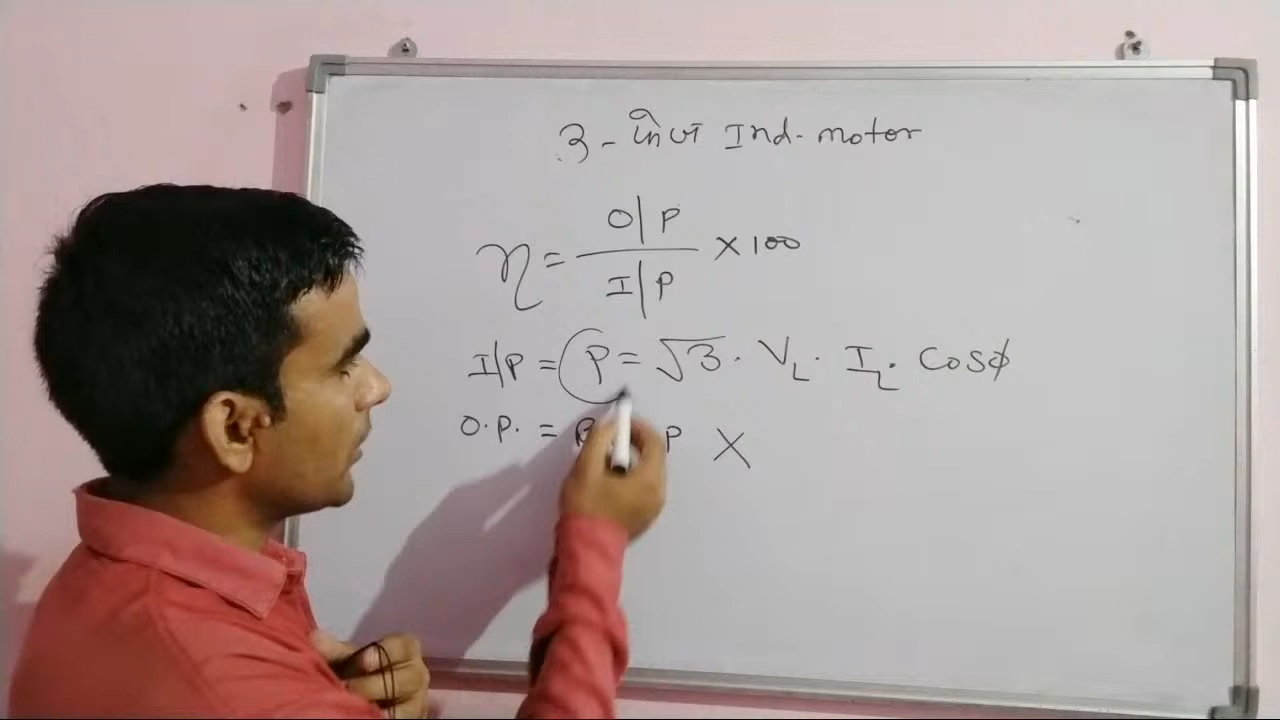 3 - फेज Ind. motor
η = O/P / I/P × 100
I/P = P = √3 · V_L · I_L · Cosφ
O.P. = P ×